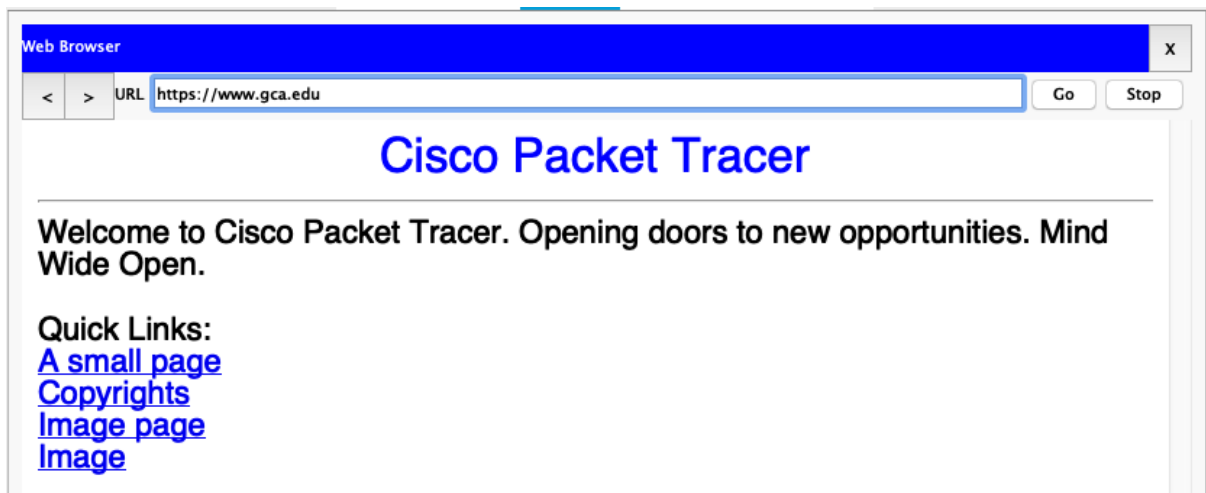 Web Browser
X
<
>
URL
https://www.gca.edu
Go
Stop
Cisco Packet Tracer
Welcome to Cisco Packet Tracer. Opening doors to new opportunities. Mind
Wide Open.
Quick Links:
A small page
Copyrights
Image page
Image